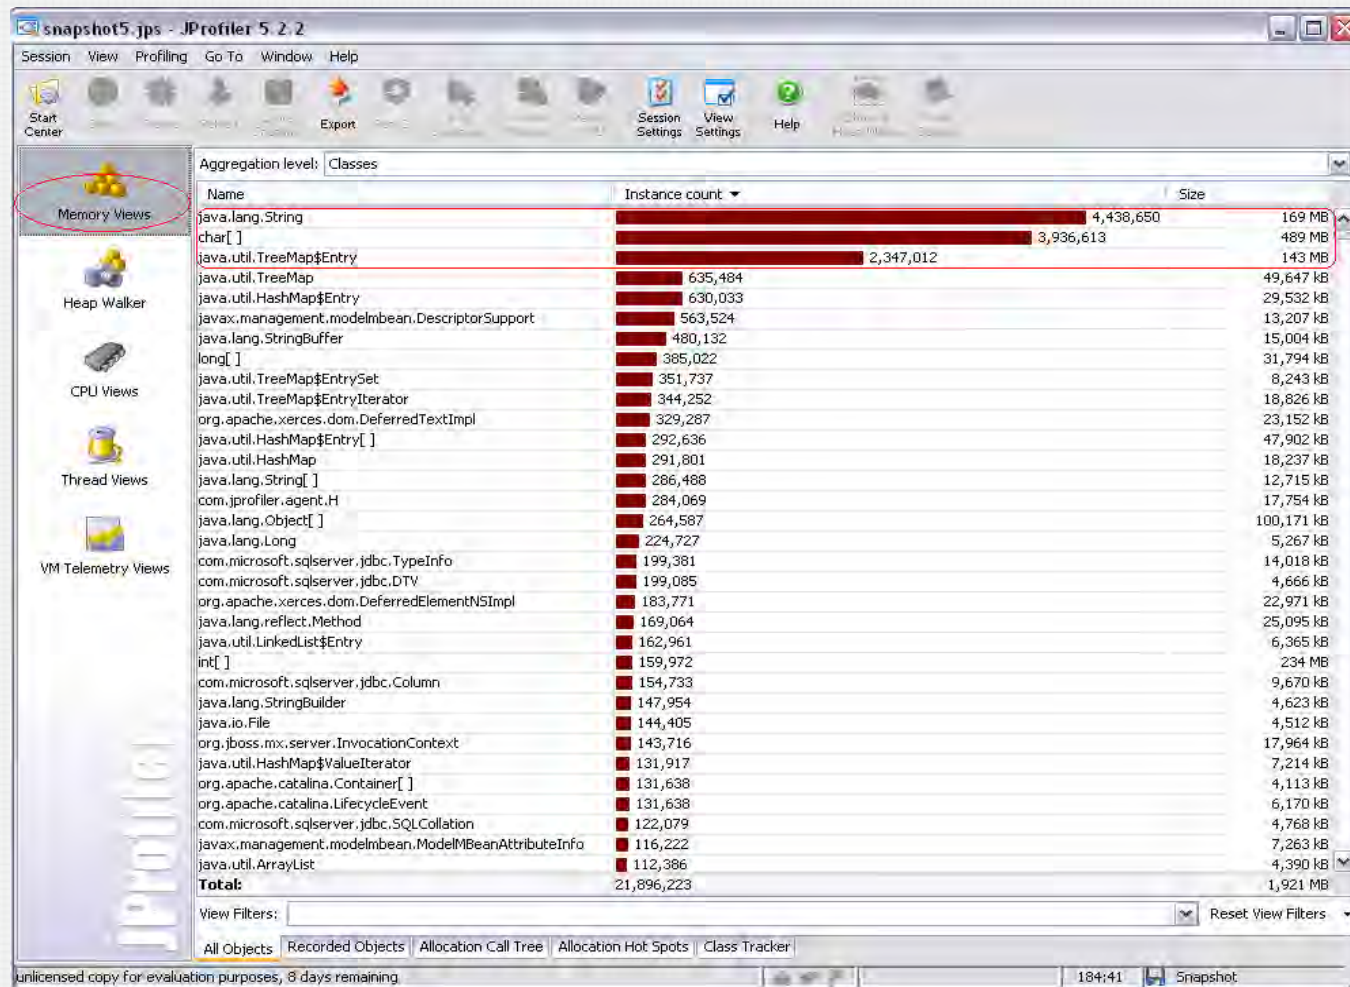 snapshot5.jps - JProfiler 5.2.2
Session View Profiling Go To Window Help
Start Center
Export
Session Settings
View Settings
Help
Memory Views
Heap Walker
CPU Views
Thread Views
VM Telemetry Views
JProfiler
Aggregation level: Classes
Name Instance count Size
java.lang.String 4,438,650 169 MB
char[ ] 3,936,613 489 MB
java.util.TreeMap$Entry 2,347,012 143 MB
java.util.TreeMap 635,484 49,647 kB
java.util.HashMap$Entry 630,033 29,532 kB
javax.management.modelmbean.DescriptorSupport 563,524 13,207 kB
java.lang.StringBuffer 480,132 15,004 kB
long[ ] 385,022 31,794 kB
java.util.TreeMap$EntrySet 351,737 8,243 kB
java.util.TreeMap$EntryIterator 344,252 18,826 kB
org.apache.xerces.dom.DeferredTextImpl 329,287 23,152 kB
java.util.HashMap$Entry[ ] 292,636 47,902 kB
java.util.HashMap 291,801 18,237 kB
java.lang.String[ ] 286,488 12,715 kB
com.jprofiler.agent.H 284,069 17,754 kB
java.lang.Object[ ] 264,587 100,171 kB
java.lang.Long 224,727 5,267 kB
com.microsoft.sqlserver.jdbc.TypeInfo 199,381 14,018 kB
com.microsoft.sqlserver.jdbc.DTV 199,085 4,666 kB
org.apache.xerces.dom.DeferredElementNSImpl 183,771 22,971 kB
java.lang.reflect.Method 169,064 25,095 kB
java.util.LinkedList$Entry 162,961 6,365 kB
int[ ] 159,972 234 MB
com.microsoft.sqlserver.jdbc.Column 154,733 9,670 kB
java.lang.StringBuilder 147,954 4,623 kB
java.io.File 144,405 4,512 kB
org.jboss.mx.server.InvocationContext 143,716 17,964 kB
java.util.HashMap$ValueIterator 131,917 7,214 kB
org.apache.catalina.Container[ ] 131,638 4,113 kB
org.apache.catalina.LifecycleEvent 131,638 6,170 kB
com.microsoft.sqlserver.jdbc.SQLCollation 122,079 4,768 kB
javax.management.modelmbean.ModelMBeanAttributeInfo 116,222 7,263 kB
java.util.ArrayList 112,386 4,390 kB
Total: 21,896,223 1,921 MB
View Filters: Reset View Filters
All Objects Recorded Objects Allocation Call Tree Allocation Hot Spots Class Tracker
unlicensed copy for evaluation purposes, 8 days remaining 184:41 Snapshot